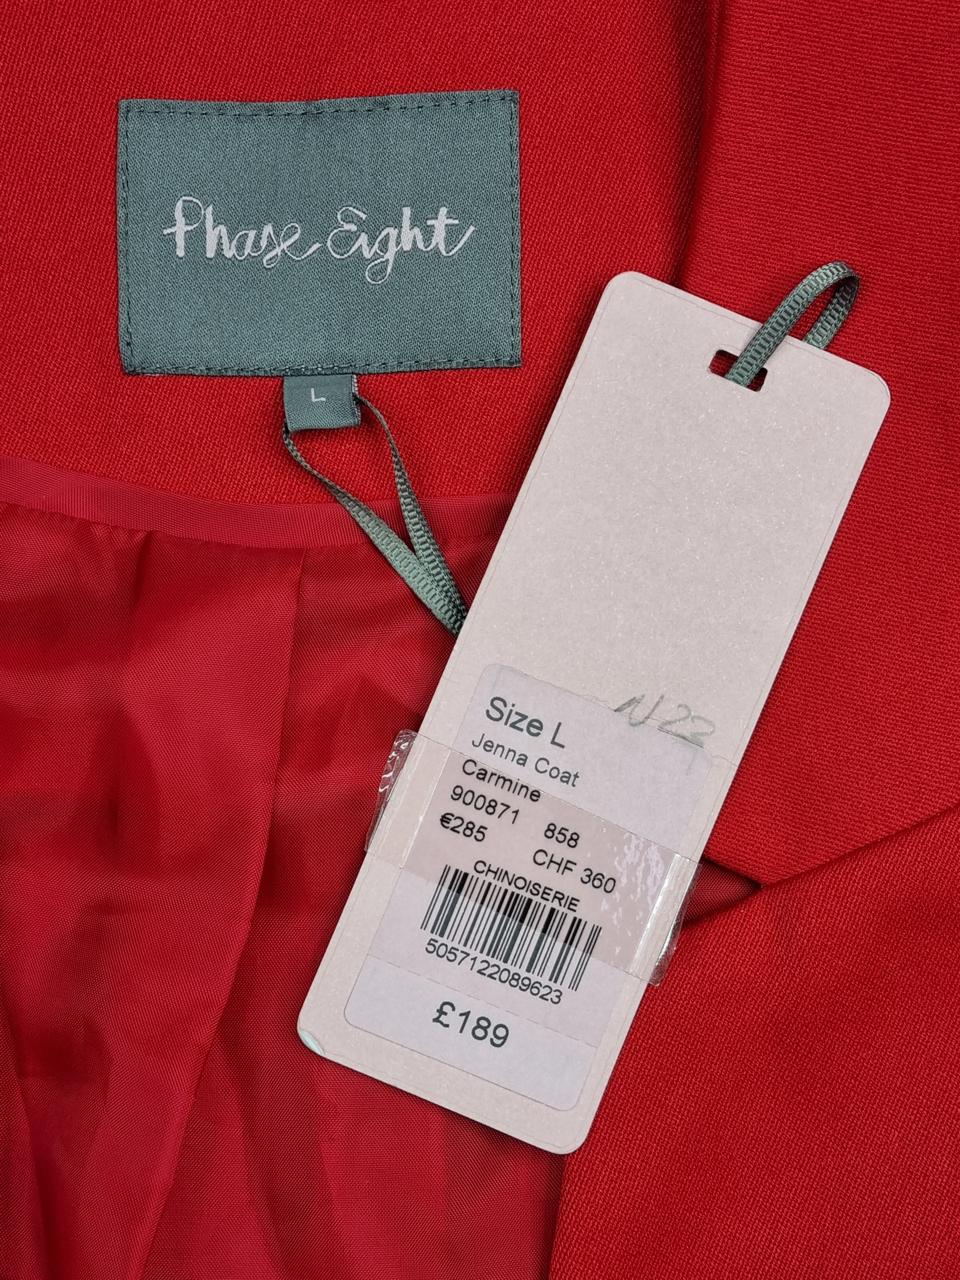 Phase Eight
L
N22
Size L
Jenna Coat
Carmine
900871 858
€285 CHF 360
CHINOISERIE
5057122089623
£189